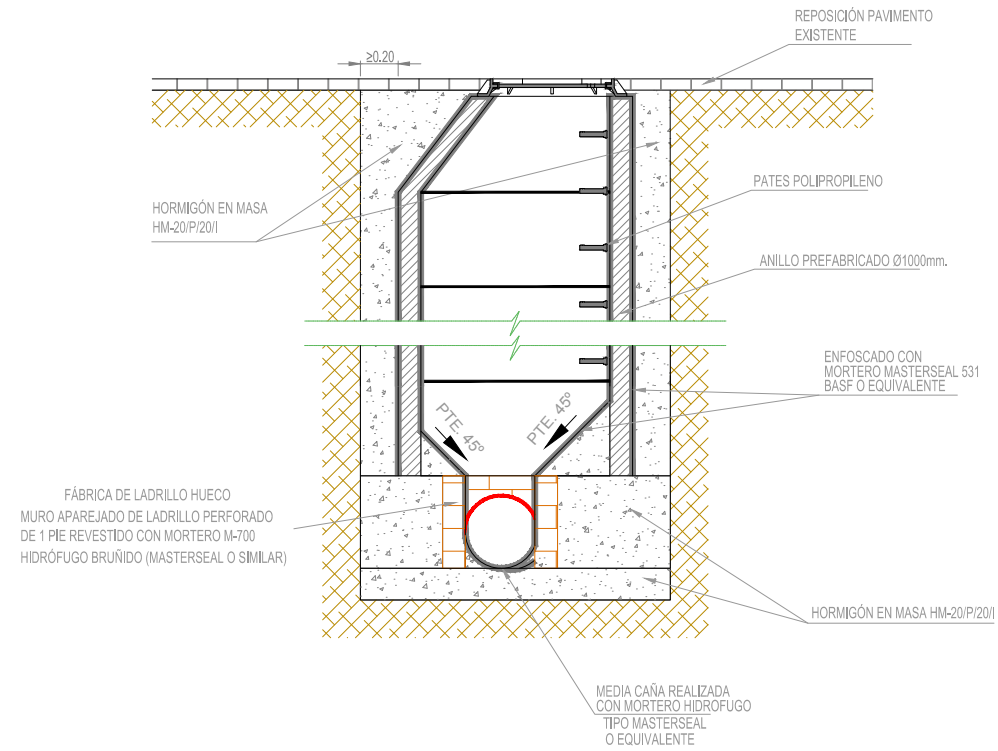 REPOSICIÓN PAVIMENTO
EXISTENTE
≥0.20
PATES POLIPROPILENO
HORMIGÓN EN MASA
HM-20/P/20/I
ANILLO PREFABRICADO Ø1000mm.
ENFOSCADO CON
MORTERO MASTERSEAL 531
BASF O EQUIVALENTE
PTE. 45º
PTE. 45º
FÁBRICA DE LADRILLO HUECO
MURO APAREJADO DE LADRILLO PERFORADO
DE 1 PIE REVESTIDO CON MORTERO M-700
HIDRÓFUGO BRUÑIDO (MASTERSEAL O SIMILAR)
HORMIGÓN EN MASA HM-20/P/20/I
MEDIA CAÑA REALIZADA
CON MORTERO HIDROFUGO
TIPO MASTERSEAL
O EQUIVALENTE